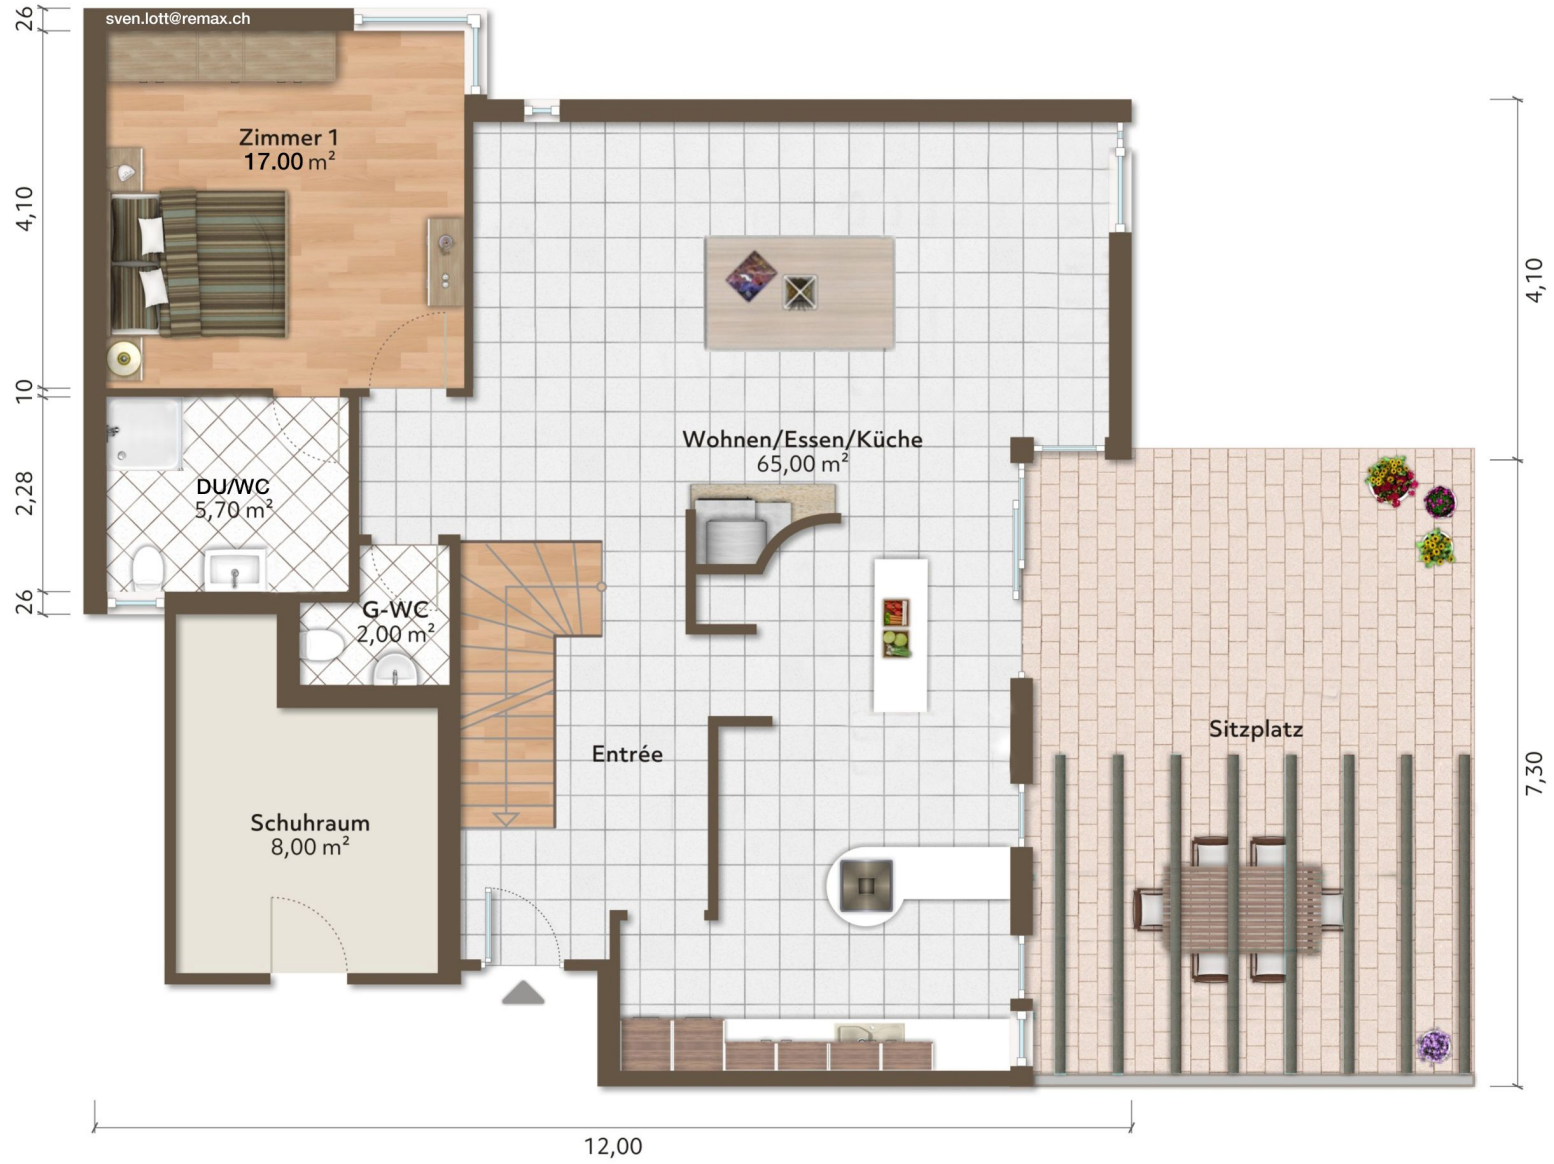 sven.lott@remax.ch
26
4,10
10
2,28
26
Zimmer 1
17.00 m²
DU/WC
5,70 m²
G-WC
2,00 m²
Wohnen/Essen/Küche
65,00 m²
Entrée
Schuhraum
8,00 m²
Sitzplatz
4,10
7,30
12,00